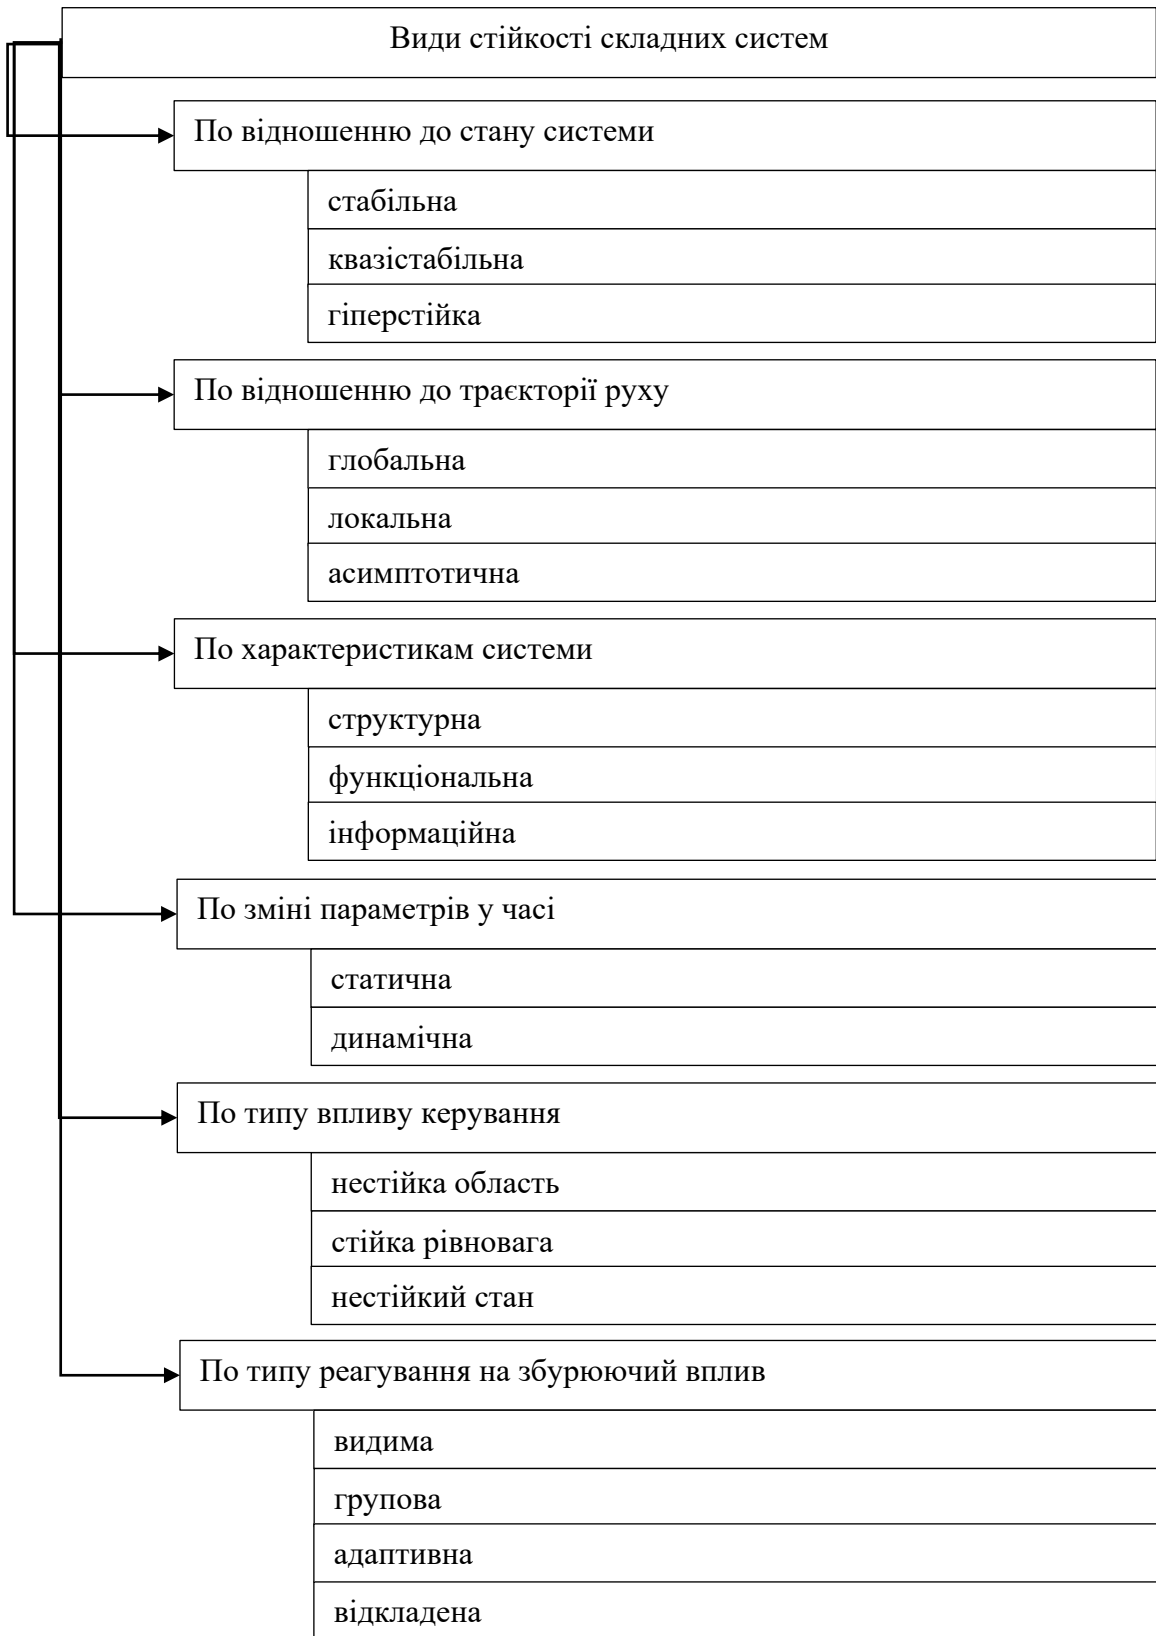 Види стійкості складних систем
По відношенню до стану системи
стабільна
квазістабільна
гіперстійка
По відношенню до траєкторії руху
глобальна
локальна
асимптотична
По характеристикам системи
структурна
функціональна
інформаційна
По зміні параметрів у часі
статична
динамічна
По типу впливу керування
нестійка область
стійка рівновага
нестійкий стан
По типу реагування на збурюючий вплив
видима
групова
адаптивна
відкладена